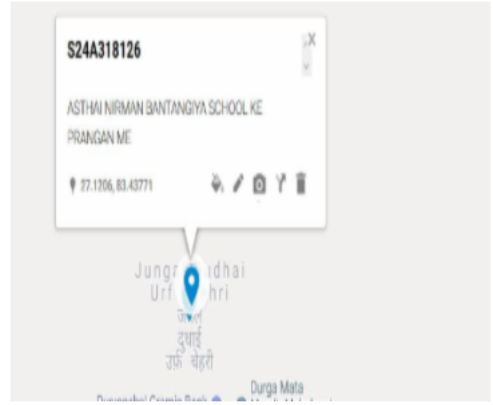 S24A318126
ASTHAI NIRMAN BANTANGIYA SCHOOL KE
PRANGAN ME
27.1206, 83.43771
दुधाई
उर्फ चेहरी
Durga Mata